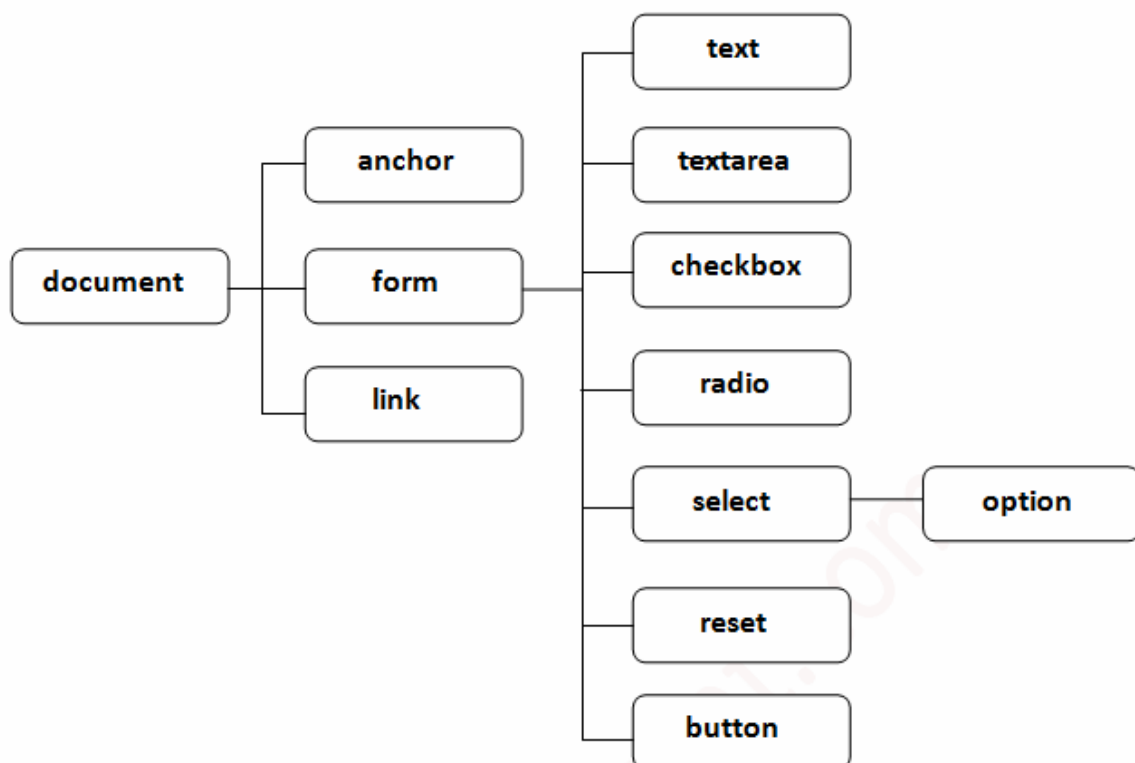 text
anchor
textarea
document
form
checkbox
link
radio
select
option
reset
button